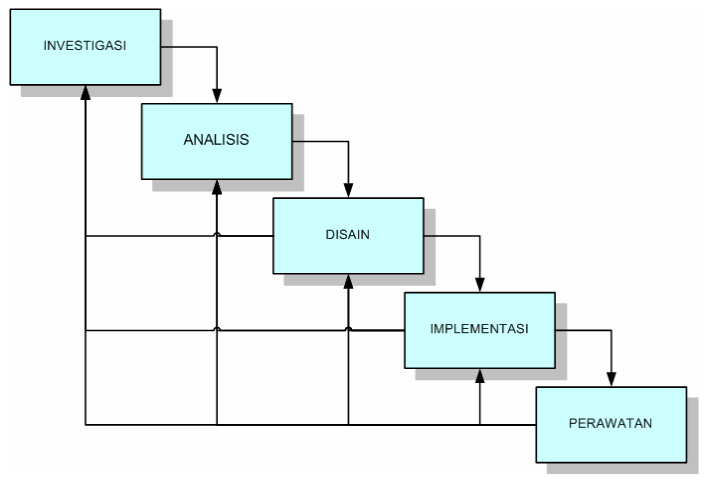 INVESTIGASI
ANALISIS
DISAIN
IMPLEMENTASI
PERAWATAN